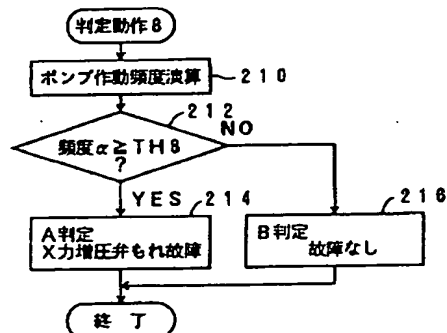 判定動作8
ポンプ作動頻度演算
210
212
頻度α≧TH8
?
NO
YES
214
216
A判定
X力増圧弁もれ故障
B判定
故障なし
終了